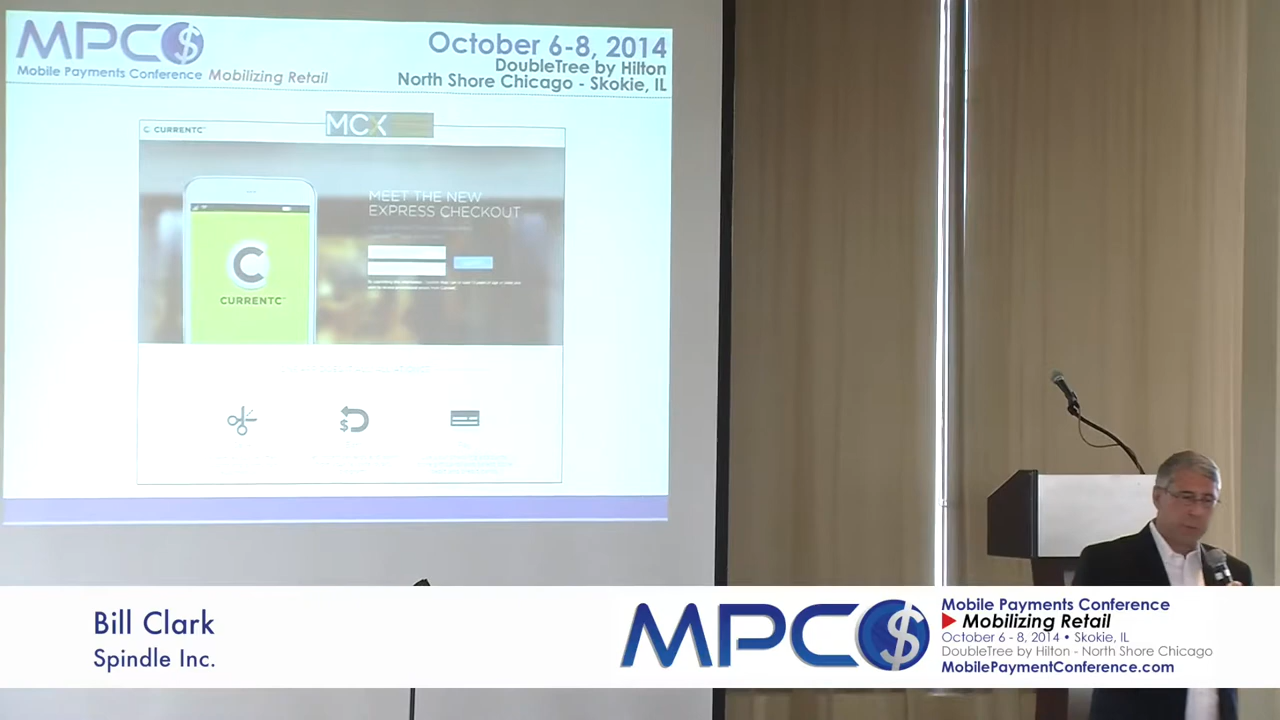 MPC$
Mobile Payments Conference Mobilizing Retail
October 6-8, 2014
DoubleTree by Hilton
North Shore Chicago - Skokie, IL
C CURRENTC™
MCX
MEET THE NEW
EXPRESS CHECKOUT
C
CURRENTC™
$
Bill Clark
Spindle Inc.
MPC$
Mobile Payments Conference
Mobilizing Retail
October 6 - 8, 2014 • Skokie, IL
DoubleTree by Hilton - North Shore Chicago
MobilePaymentConference.com